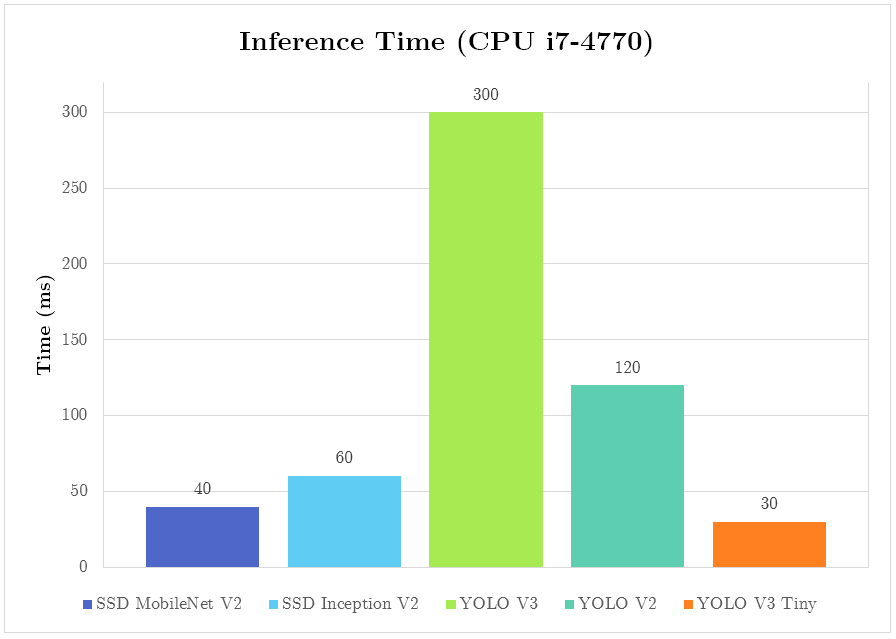 Inference Time (CPU i7-4770)
Time (ms)
300
250
200
150
100
50
0
40
60
300
120
30
SSD MobileNet V2
SSD Inception V2
YOLO V3
YOLO V2
YOLO V3 Tiny